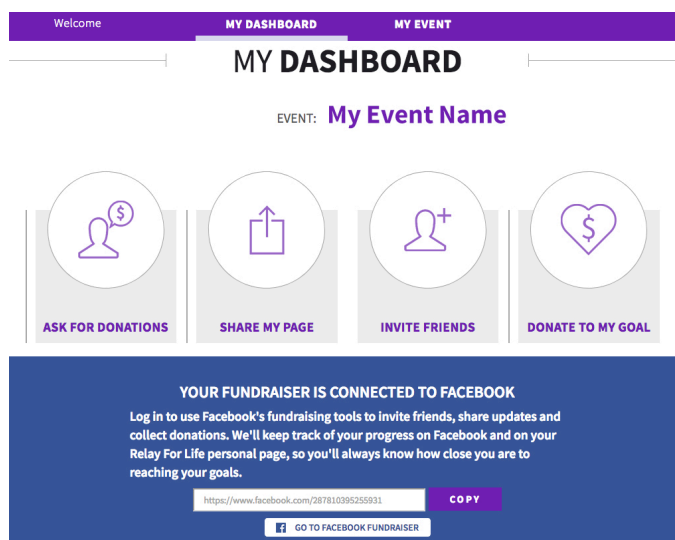 Welcome MY DASHBOARD MY EVENT
MY DASHBOARD
EVENT: My Event Name
$ $
ASK FOR DONATIONS SHARE MY PAGE INVITE FRIENDS DONATE TO MY GOAL
YOUR FUNDRAISER IS CONNECTED TO FACEBOOK
Log in to use Facebook's fundraising tools to invite friends, share updates and
collect donations. We'll keep track of your progress on Facebook and on your
Relay For Life personal page, so you'll always know how close you are to
reaching your goals.
https://www.facebook.com/287810395255931 COPY
f GO TO FACEBOOK FUNDRAISER